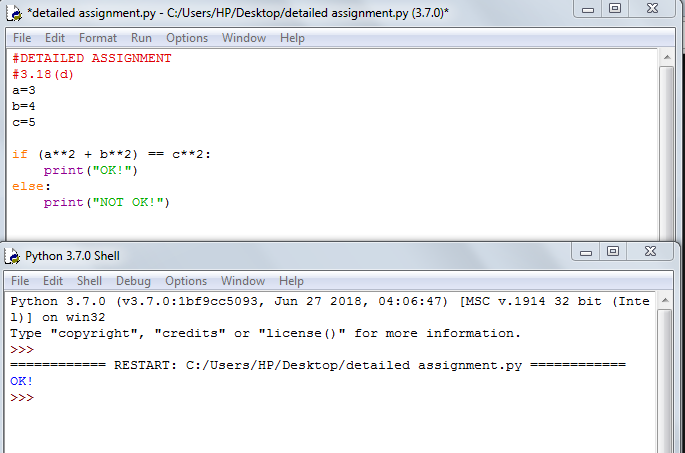 *detailed assignment.py - C:/Users/HP/Desktop/detailed assignment.py (3.7.0)*
File Edit Format Run Options Window Help
#DETAILED ASSIGNMENT
#3.18(d)
a=3
b=4
c=5
if (a**2 + b**2) == c**2:
    print("OK!")
else:
    print("NOT OK!")
Python 3.7.0 Shell
File Edit Shell Debug Options Window Help
Python 3.7.0 (v3.7.0:1bf9cc5093, Jun 27 2018, 04:06:47) [MSC v.1914 32 bit (Inte
l)] on win32
Type "copyright", "credits" or "license()" for more information.
>>>
============ RESTART: C:/Users/HP/Desktop/detailed assignment.py ============
OK!
>>>